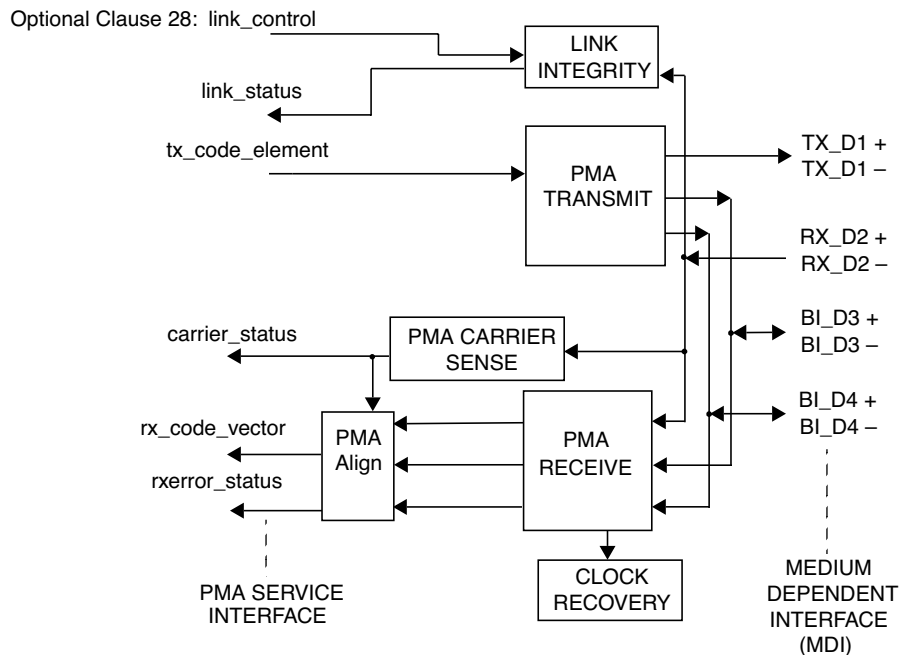 Optional Clause 28: link_control
LINK
INTEGRITY
link_status
tx_code_element
PMA
TRANSMIT
TX_D1 +
TX_D1 –
RX_D2 +
RX_D2 –
BI_D3 +
BI_D3 –
carrier_status
PMA CARRIER
SENSE
BI_D4 +
BI_D4 –
rx_code_vector
PMA
Align
PMA
RECEIVE
rxerror_status
PMA SERVICE
INTERFACE
CLOCK
RECOVERY
MEDIUM
DEPENDENT
INTERFACE
(MDI)